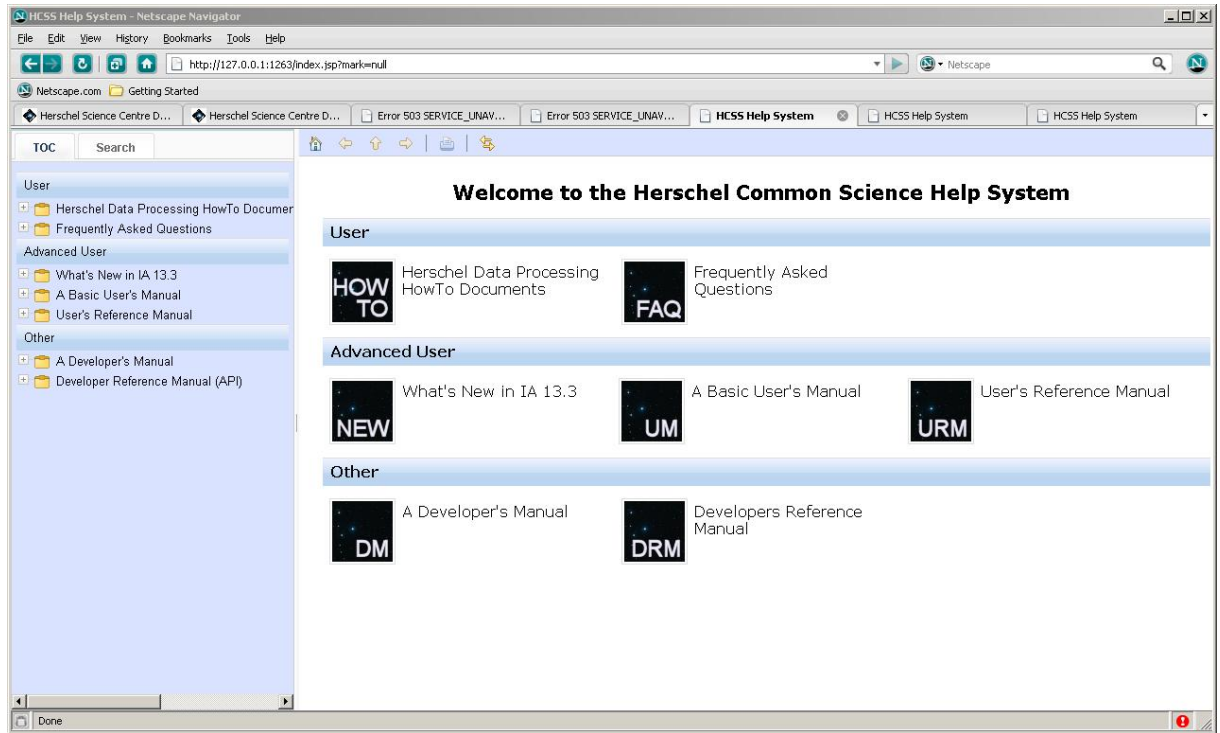 HCSS Help System - Netscape Navigator
File Edit View History Bookmarks Tools Help
http://127.0.0.1:1263/index.jsp?mark=null
Netscape
Netscape.com Getting Started
Herschel Science Centre D... Herschel Science Centre D... Error 503 SERVICE_UNAV... Error 503 SERVICE_UNAV... HCSS Help System HCSS Help System HCSS Help System
TOC Search
User
Herschel Data Processing HowTo Documer
Frequently Asked Questions
Advanced User
What's New in IA 13.3
A Basic User's Manual
User's Reference Manual
Other
A Developer's Manual
Developer Reference Manual (API)
Welcome to the Herschel Common Science Help System
User
HOW TO
Herschel Data Processing
HowTo Documents
FAQ
Frequently Asked
Questions
Advanced User
NEW
What's New in IA 13.3
UM
A Basic User's Manual
URM
User's Reference Manual
Other
DM
A Developer's Manual
DRM
Developers Reference
Manual
Done